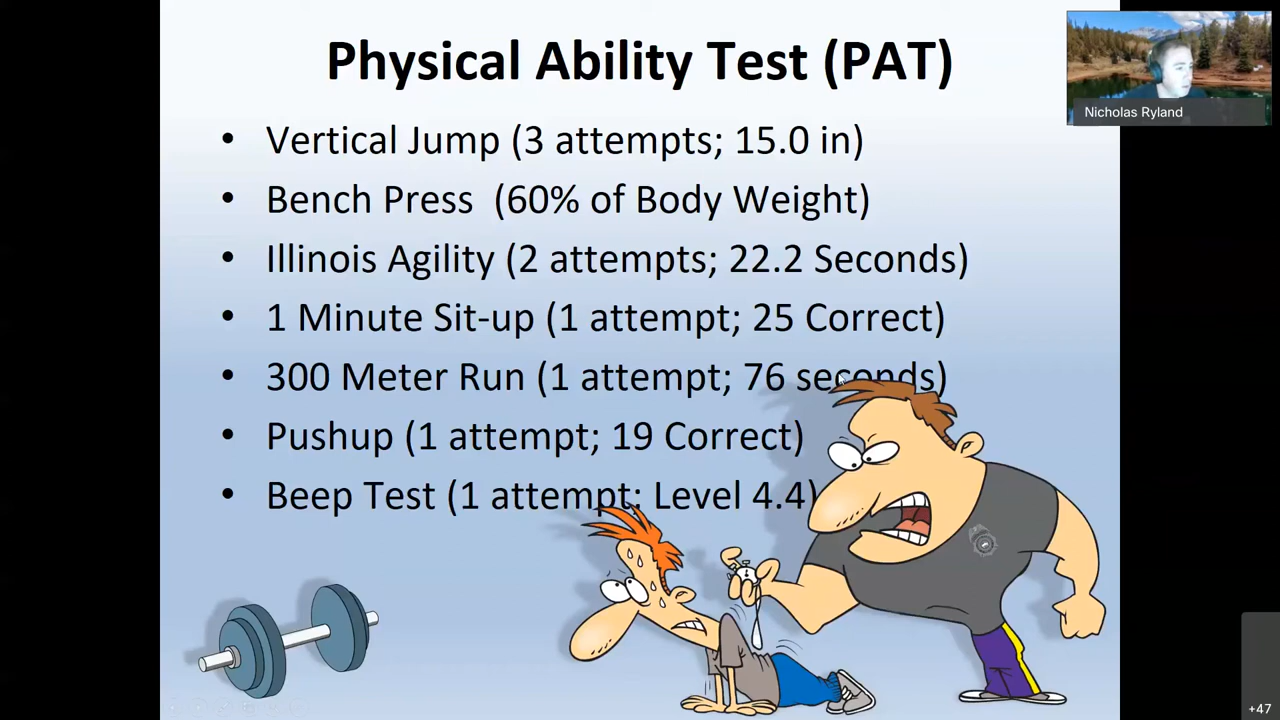 Physical Ability Test (PAT)
Nicholas Ryland
• Vertical Jump (3 attempts; 15.0 in)
• Bench Press (60% of Body Weight)
• Illinois Agility (2 attempts; 22.2 Seconds)
• 1 Minute Sit-up (1 attempt; 25 Correct)
• 300 Meter Run (1 attempt; 76 seconds)
• Pushup (1 attempt; 19 Correct)
• Beep Test (1 attempt; Level 4.4)
+47